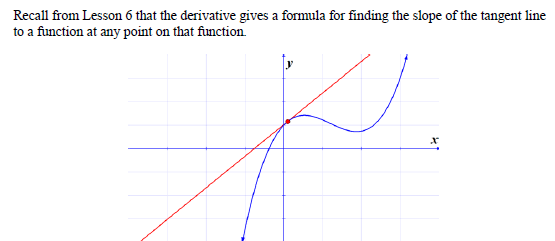 Recall from Lesson 6 that the derivative gives a formula for finding the slope of the tangent line
to a function at any point on that function.
y
x